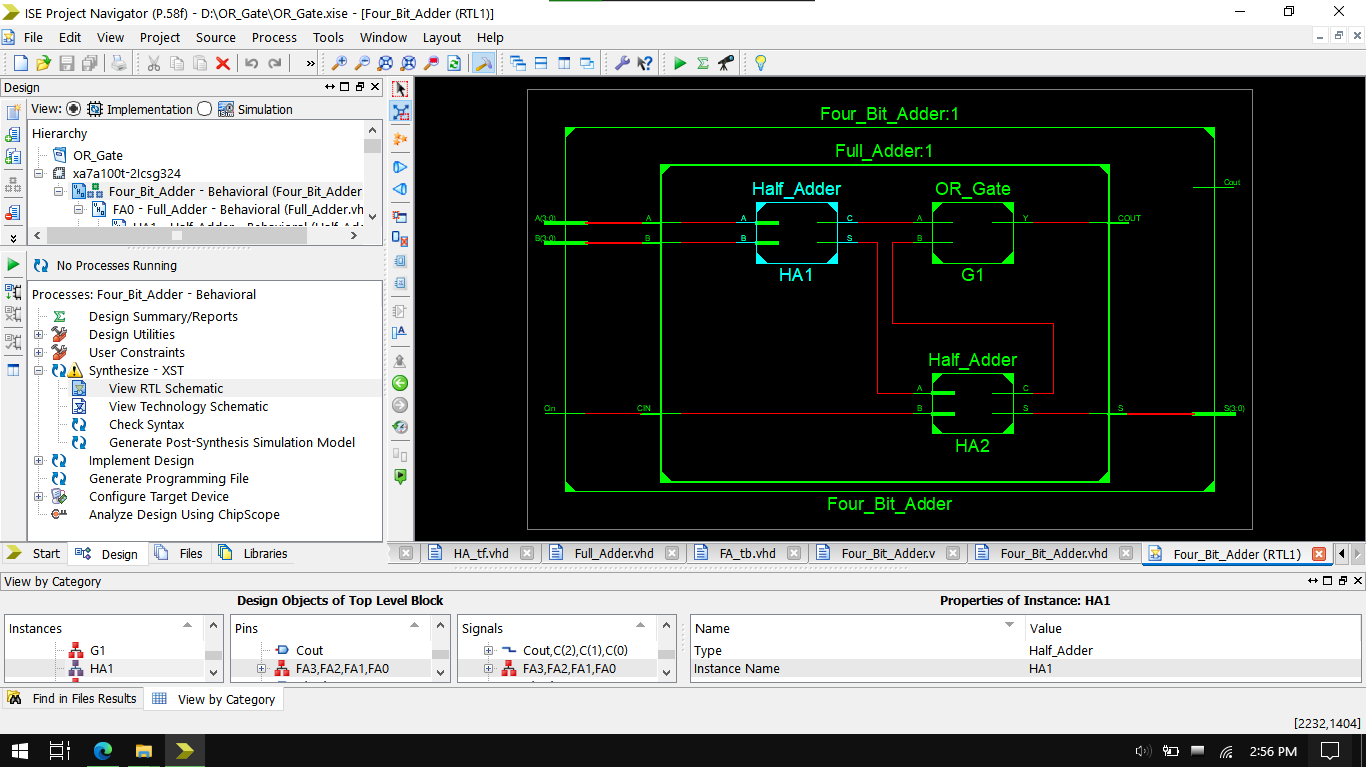 ISE Project Navigator (P.58f) - D:\OR_Gate\OR_Gate.xise - [Four_Bit_Adder (RTL1)]
File Edit View Project Source Process Tools Window Layout Help
Design
View: Implementation Simulation
Hierarchy
OR_Gate
xa7a100t-2lcsg324
Four_Bit_Adder - Behavioral (Four_Bit_Adder
FA0 - Full_Adder - Behavioral (Full_Adder.vh
No Processes Running
Processes: Four_Bit_Adder - Behavioral
Design Summary/Reports
Design Utilities
User Constraints
Synthesize - XST
View RTL Schematic
View Technology Schematic
Check Syntax
Generate Post-Synthesis Simulation Model
Implement Design
Generate Programming File
Configure Target Device
Analyze Design Using ChipScope
Start Design Files Libraries
Four_Bit_Adder:1
Full_Adder:1
Half_Adder OR_Gate
Cout
A(3:0) A A C A Y COUT
B(3:0) B B S B
HA1 G1
Half_Adder
A C
Cin CIN B S S S(3:0)
HA2
Four_Bit_Adder
HA_tf.vhd Full_Adder.vhd FA_tb.vhd Four_Bit_Adder.v Four_Bit_Adder.vhd Four_Bit_Adder (RTL1)
View by Category
Design Objects of Top Level Block Properties of Instance: HA1
Instances Pins Signals Name Value
G1 Cout Cout,C(2),C(1),C(0) Type Half_Adder
HA1 FA3,FA2,FA1,FA0 FA3,FA2,FA1,FA0 Instance Name HA1
Find in Files Results View by Category
[2232,1404]
2:56 PM